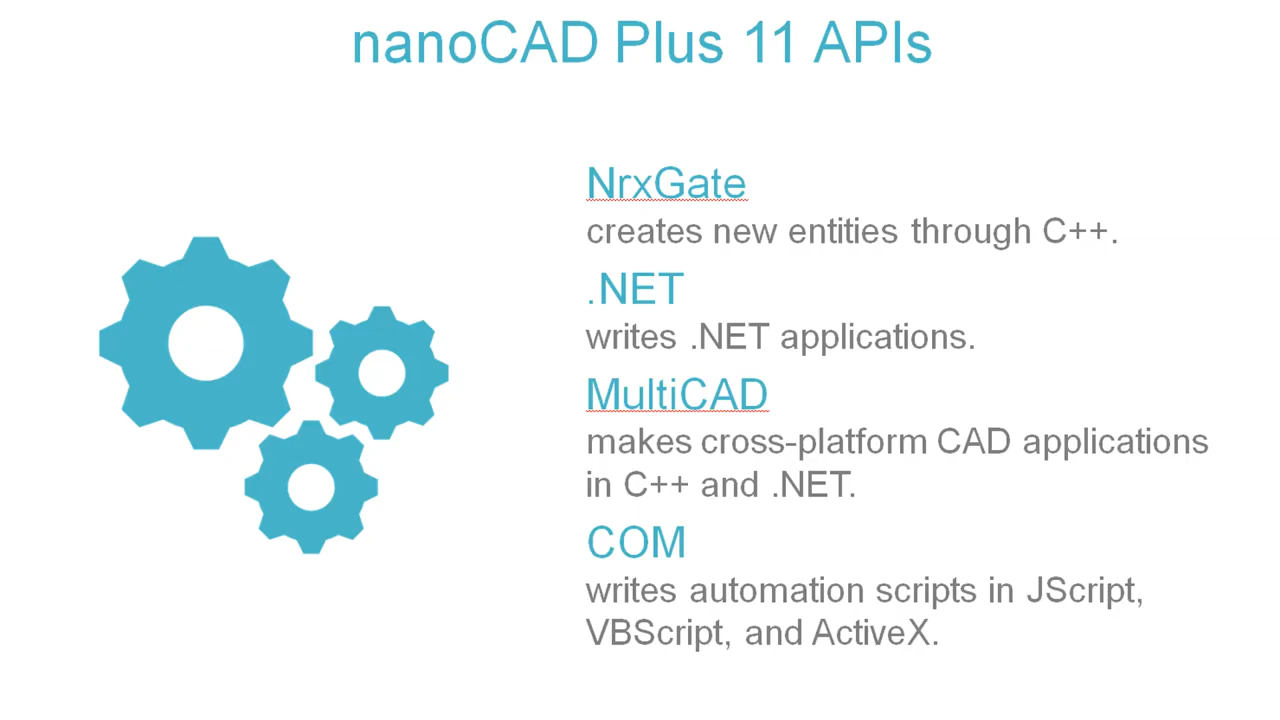 nanoCAD Plus 11 APIs
NrxGate
creates new entities through C++.
.NET
writes .NET applications.
MultiCAD
makes cross-platform CAD applications
in C++ and .NET.
COM
writes automation scripts in JScript,
VBScript, and ActiveX.